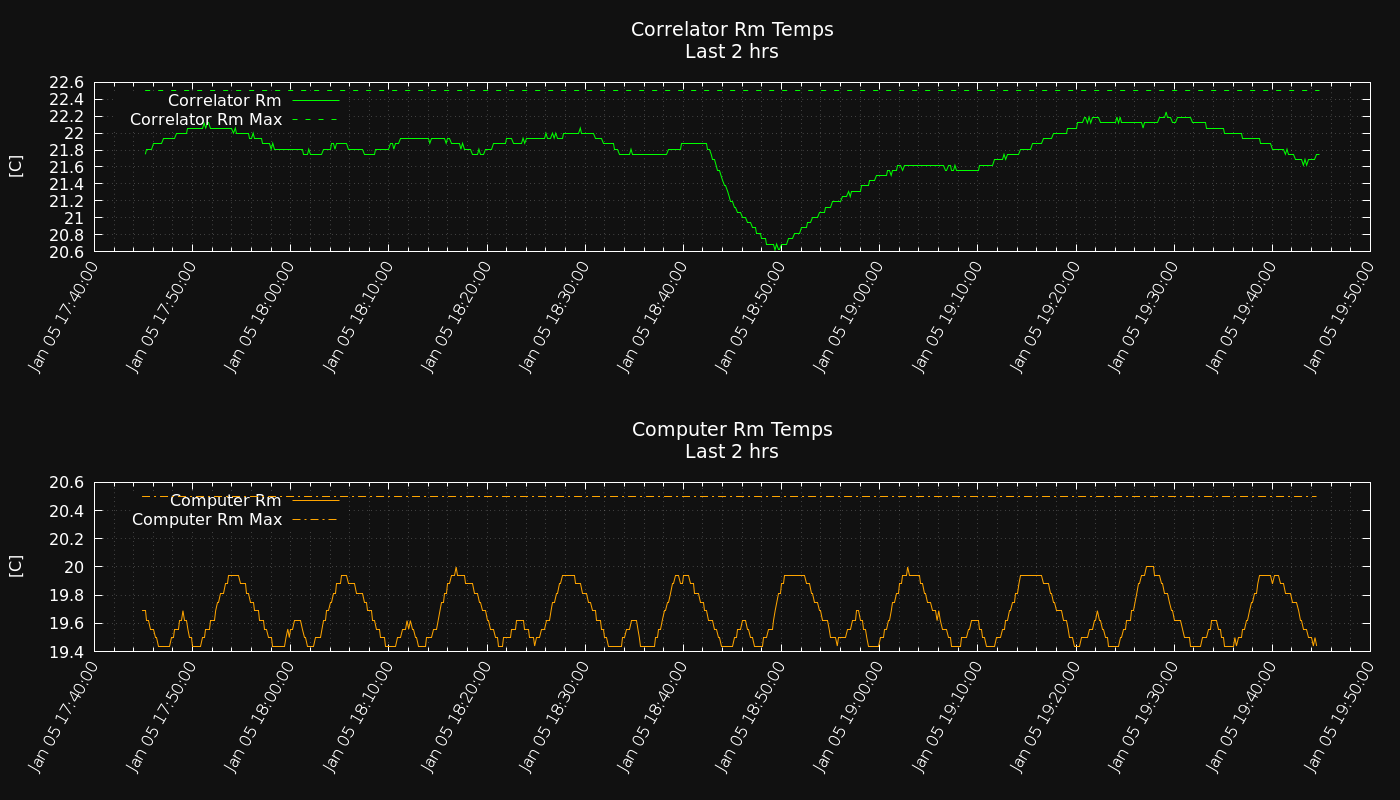 Correlator Rm Temps
Last 2 hrs
[C]
22.6
22.4
22.2
22
21.8
21.6
21.4
21.2
21
20.8
20.6
Correlator Rm
Correlator Rm Max
Jan 05 17:40:00
Jan 05 17:50:00
Jan 05 18:00:00
Jan 05 18:10:00
Jan 05 18:20:00
Jan 05 18:30:00
Jan 05 18:40:00
Jan 05 18:50:00
Jan 05 19:00:00
Jan 05 19:10:00
Jan 05 19:20:00
Jan 05 19:30:00
Jan 05 19:40:00
Jan 05 19:50:00
Computer Rm Temps
Last 2 hrs
[C]
20.6
20.4
20.2
20
19.8
19.6
19.4
Computer Rm
Computer Rm Max
Jan 05 17:40:00
Jan 05 17:50:00
Jan 05 18:00:00
Jan 05 18:10:00
Jan 05 18:20:00
Jan 05 18:30:00
Jan 05 18:40:00
Jan 05 18:50:00
Jan 05 19:00:00
Jan 05 19:10:00
Jan 05 19:20:00
Jan 05 19:30:00
Jan 05 19:40:00
Jan 05 19:50:00